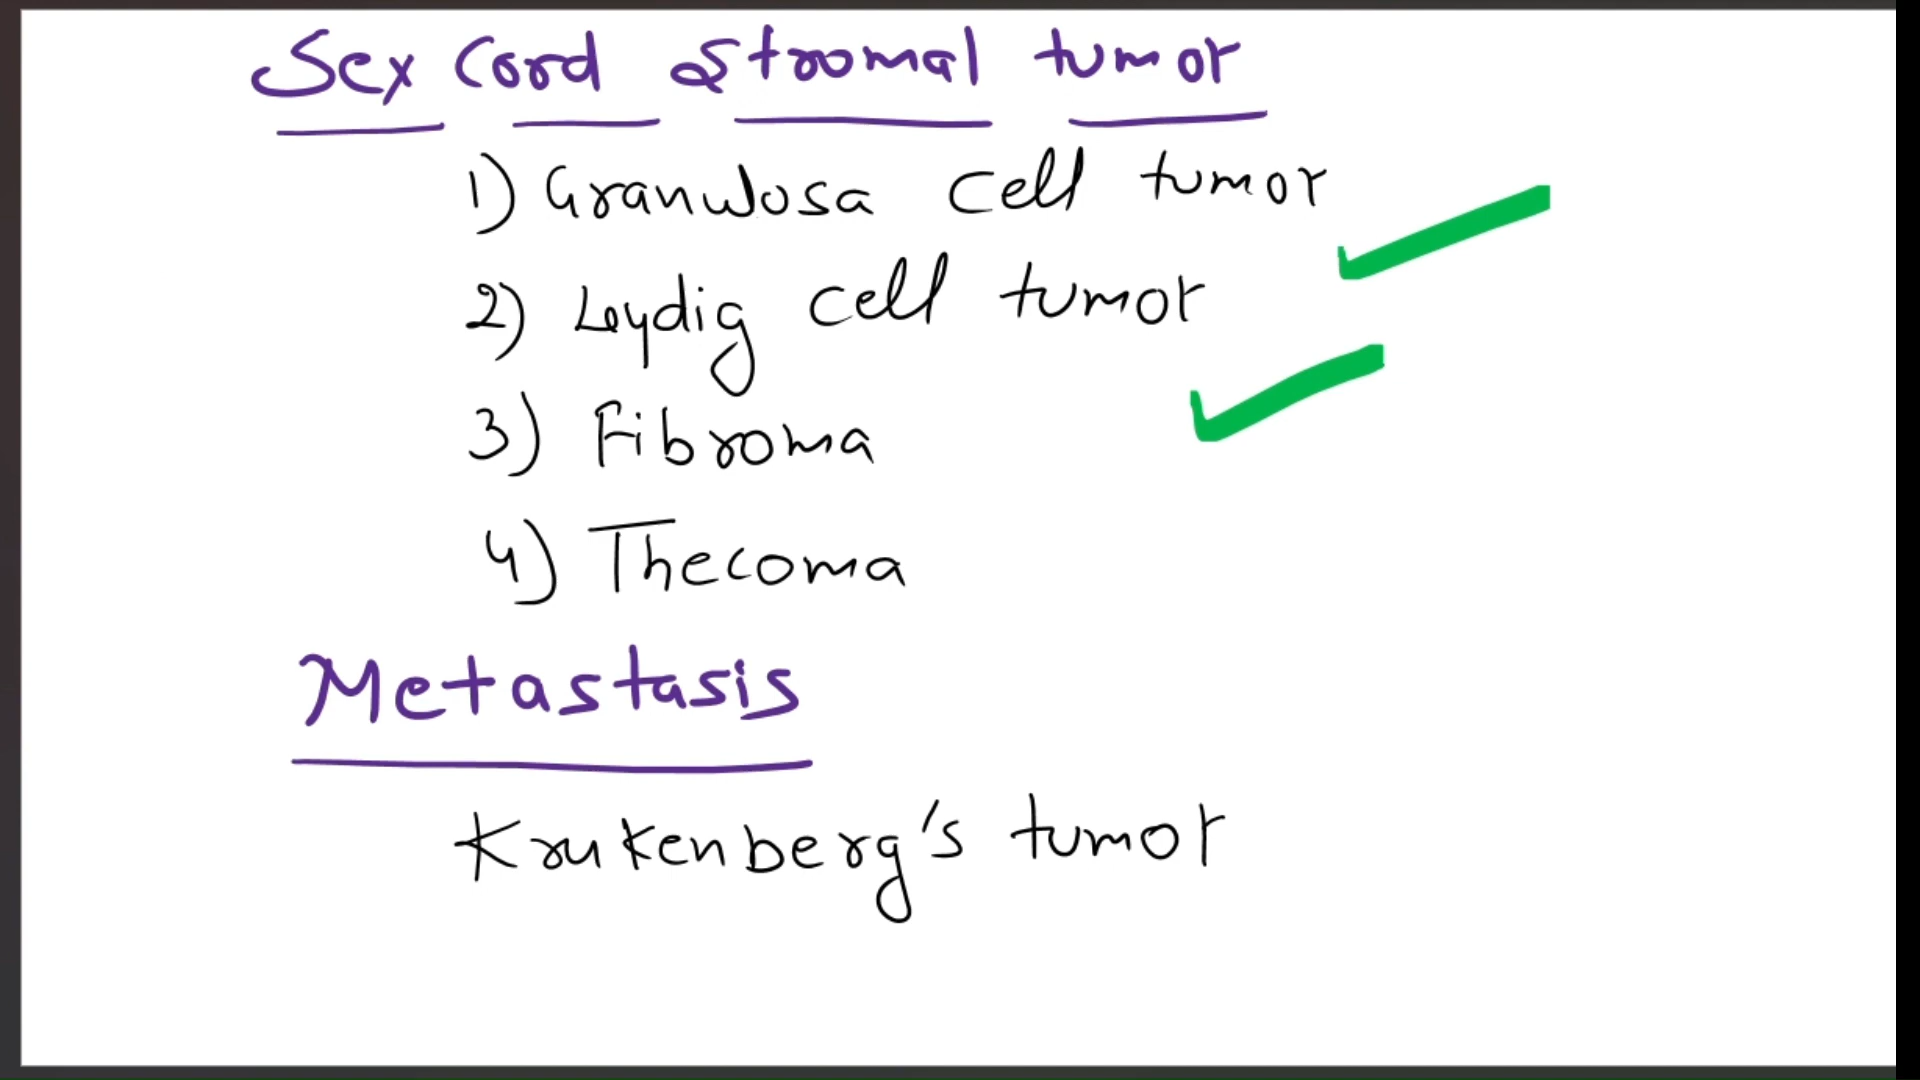 Sex Cord Stromal tumor
1) Granulosa cell tumor
2) Leydig cell tumor
3) Fibroma
4) Thecoma
Metastasis
Krukenberg's tumor